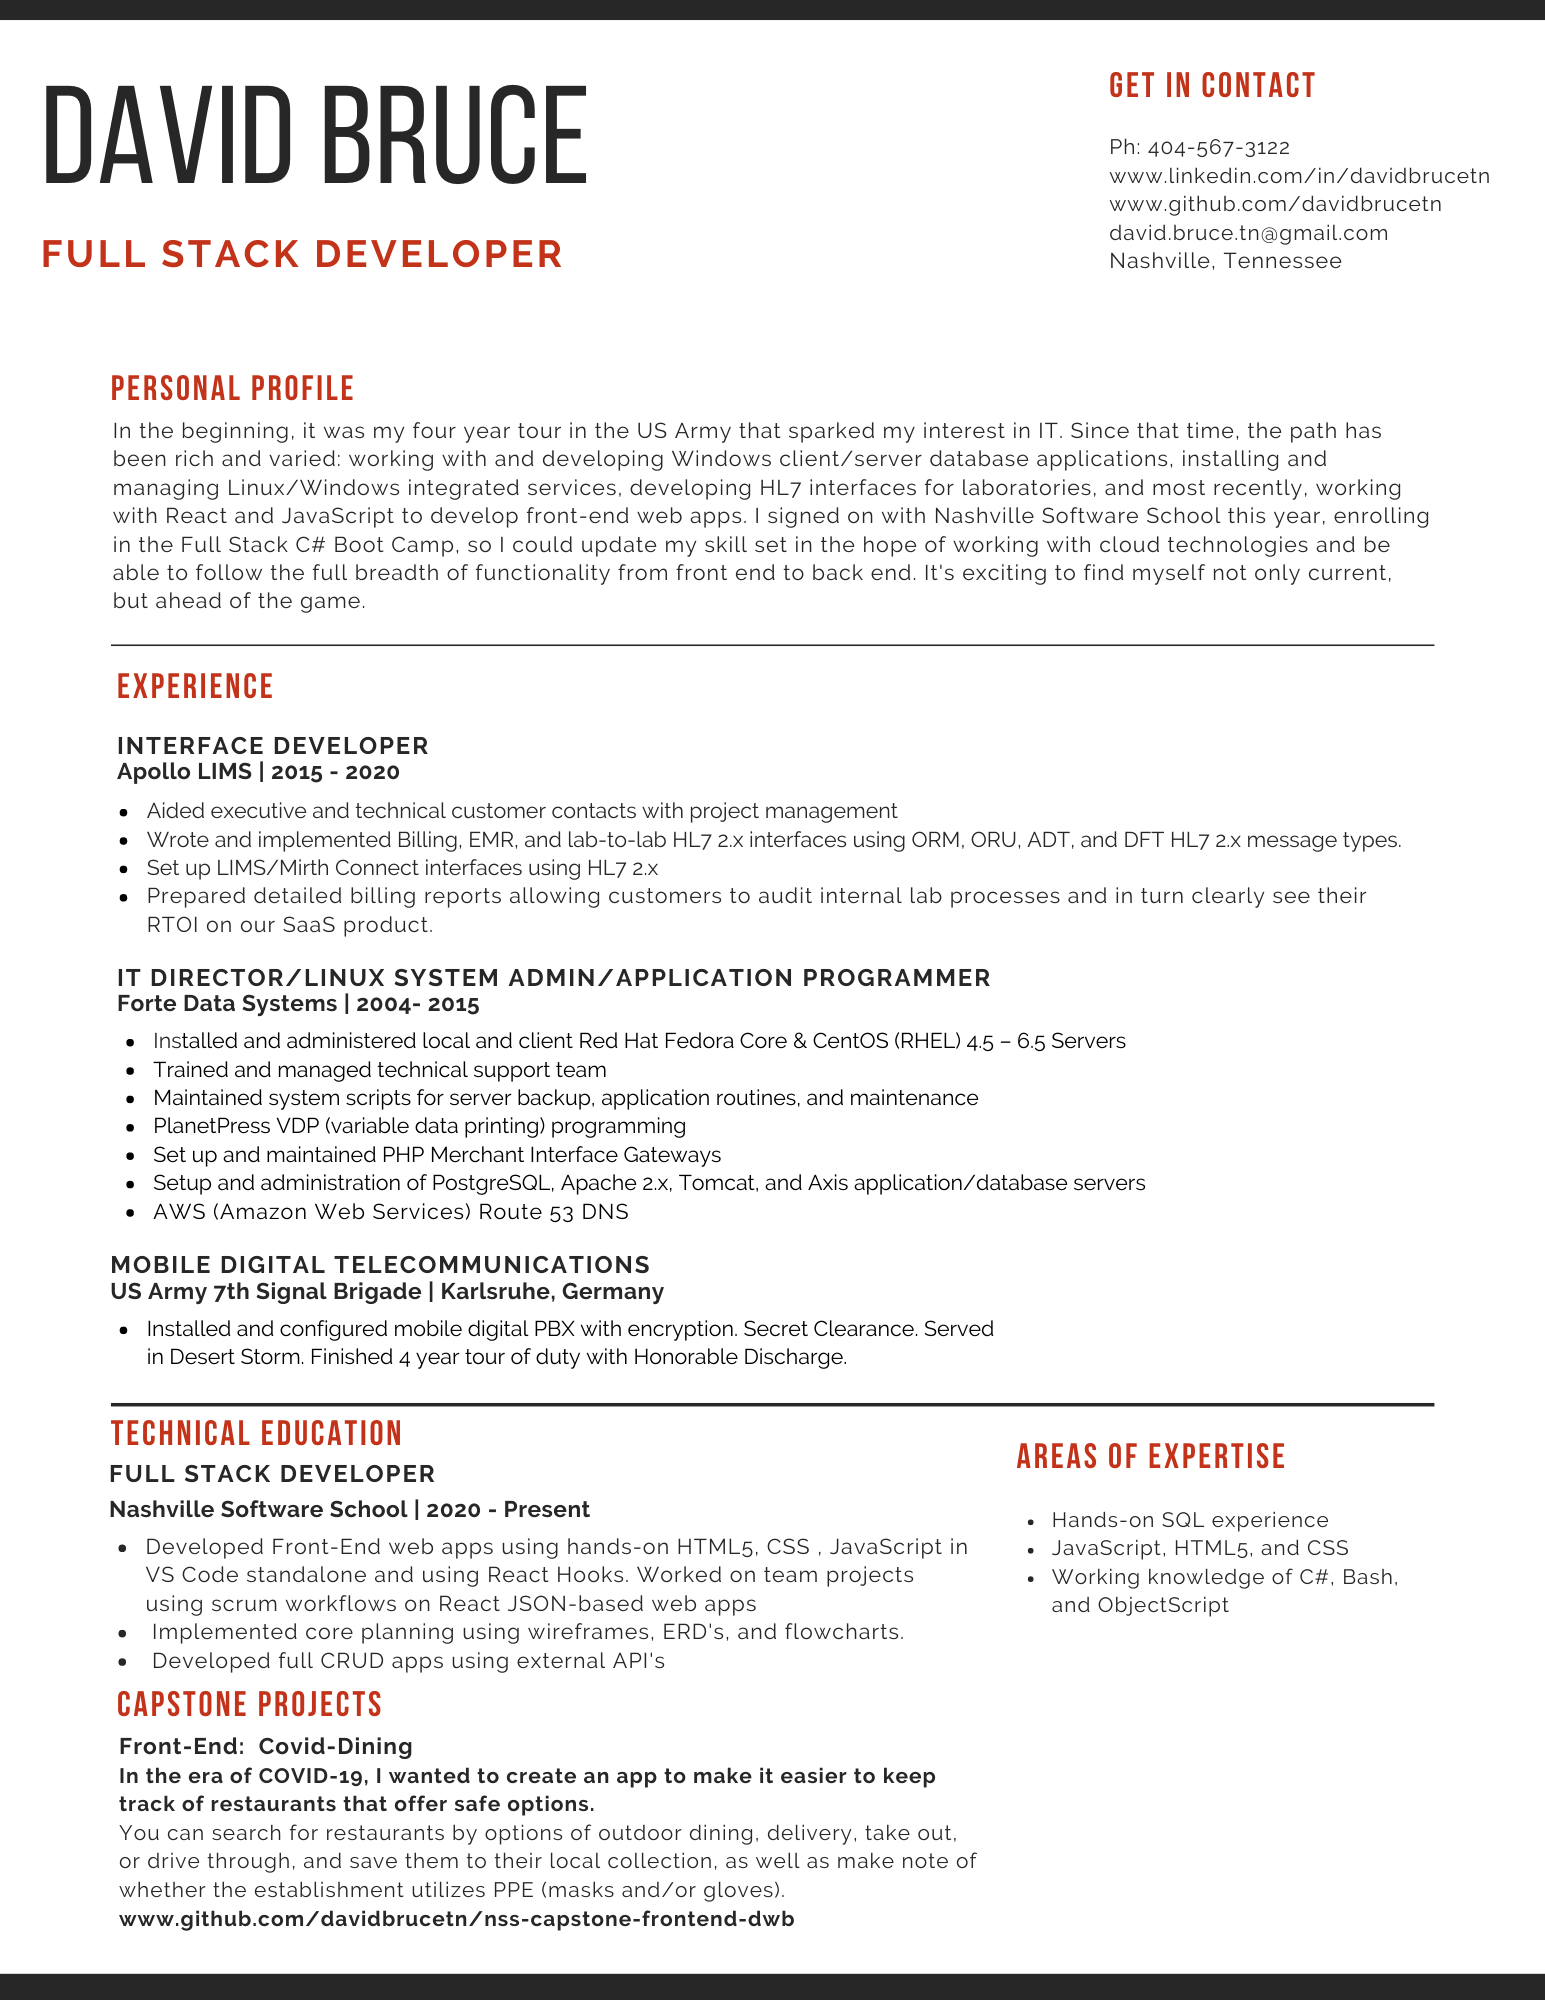 DAVID BRUCE
FULL STACK DEVELOPER
GET IN CONTACT
Ph: 404-567-3122
www.linkedin.com/in/davidbrucetn
www.github.com/davidbrucetn
david.bruce.tn@gmail.com
Nashville, Tennessee
PERSONAL PROFILE
In the beginning, it was my four year tour in the US Army that sparked my interest in IT. Since that time, the path has
been rich and varied: working with and developing Windows client/server database applications, installing and
managing Linux/Windows integrated services, developing HL7 interfaces for laboratories, and most recently, working
with React and JavaScript to develop front-end web apps. I signed on with Nashville Software School this year, enrolling
in the Full Stack C# Boot Camp, so I could update my skill set in the hope of working with cloud technologies and be
able to follow the full breadth of functionality from front end to back end. It's exciting to find myself not only current,
but ahead of the game.
EXPERIENCE
INTERFACE DEVELOPER
Apollo LIMS | 2015 - 2020
• Aided executive and technical customer contacts with project management
• Wrote and implemented Billing, EMR, and lab-to-lab HL7 2.x interfaces using ORM, ORU, ADT, and DFT HL7 2.x message types.
• Set up LIMS/Mirth Connect interfaces using HL7 2.x
• Prepared detailed billing reports allowing customers to audit internal lab processes and in turn clearly see their
RTOI on our SaaS product.
IT DIRECTOR/LINUX SYSTEM ADMIN/APPLICATION PROGRAMMER
Forte Data Systems | 2004- 2015
• Installed and administered local and client Red Hat Fedora Core & CentOS (RHEL) 4.5 – 6.5 Servers
• Trained and managed technical support team
• Maintained system scripts for server backup, application routines, and maintenance
• PlanetPress VDP (variable data printing) programming
• Set up and maintained PHP Merchant Interface Gateways
• Setup and administration of PostgreSQL, Apache 2.x, Tomcat, and Axis application/database servers
• AWS (Amazon Web Services) Route 53 DNS
MOBILE DIGITAL TELECOMMUNICATIONS
US Army 7th Signal Brigade | Karlsruhe, Germany
• Installed and configured mobile digital PBX with encryption. Secret Clearance. Served
in Desert Storm. Finished 4 year tour of duty with Honorable Discharge.
TECHNICAL EDUCATION
FULL STACK DEVELOPER
Nashville Software School | 2020 - Present
• Developed Front-End web apps using hands-on HTML5, CSS , JavaScript in
VS Code standalone and using React Hooks. Worked on team projects
using scrum workflows on React JSON-based web apps
• Implemented core planning using wireframes, ERD's, and flowcharts.
• Developed full CRUD apps using external API's
AREAS OF EXPERTISE
• Hands-on SQL experience
• JavaScript, HTML5, and CSS
• Working knowledge of C#, Bash,
and ObjectScript
CAPSTONE PROJECTS
Front-End: Covid-Dining
In the era of COVID-19, I wanted to create an app to make it easier to keep
track of restaurants that offer safe options.
You can search for restaurants by options of outdoor dining, delivery, take out,
or drive through, and save them to their local collection, as well as make note of
whether the establishment utilizes PPE (masks and/or gloves).
www.github.com/davidbrucetn/nss-capstone-frontend-dwb